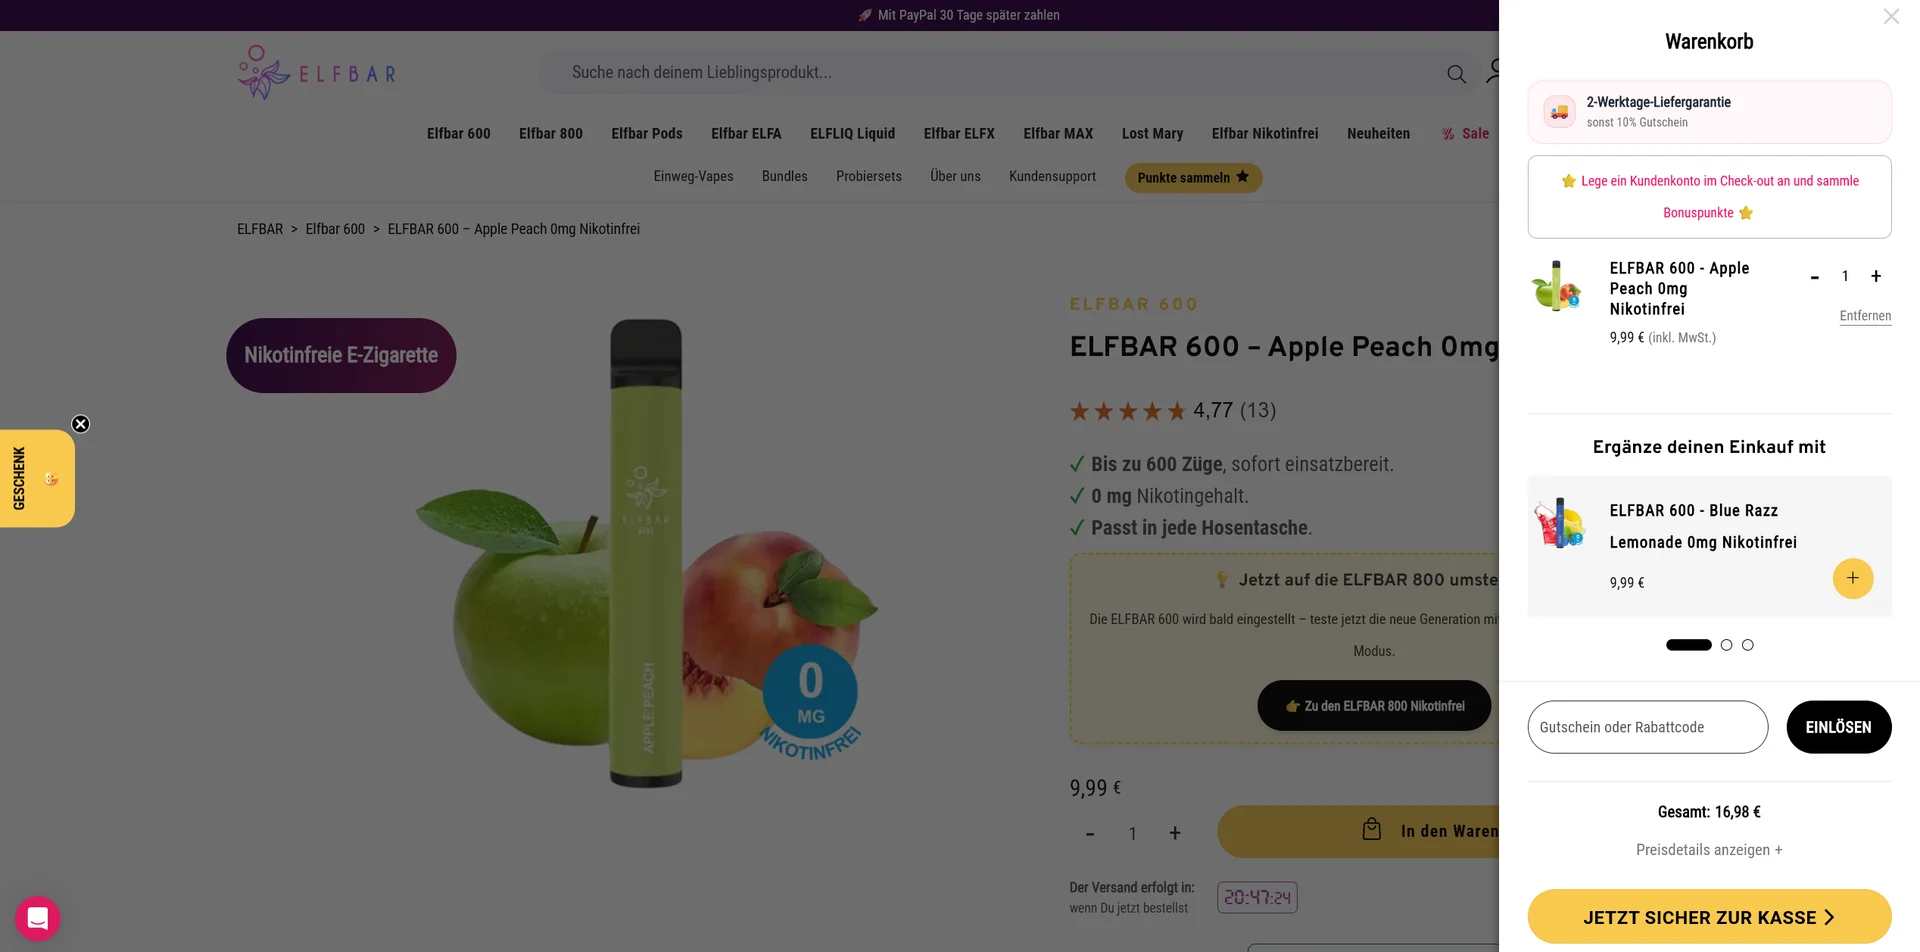 🚀 Mit PayPal 30 Tage später zahlen
ELFBAR
Suche nach deinem Lieblingsprodukt...
Elfbar 600 Elfbar 800 Elfbar Pods Elfbar ELFA ELFLIQ Liquid Elfbar ELFX Elfbar MAX Lost Mary Elfbar Nikotinfrei Neuheiten Sale
Einweg-Vapes Bundles Probiersets Über uns Kundensupport Punkte sammeln ★
ELFBAR > Elfbar 600 > ELFBAR 600 – Apple Peach 0mg Nikotinfrei
Nikotinfreie E-Zigarette
GESCHENK
ELFBAR
600
APPLE PEACH
0
MG
NIKOTINFREI
ELFBAR 600
ELFBAR 600 – Apple Peach 0mg
★★★★★ 4,77 (13)
✓ Bis zu 600 Züge, sofort einsatzbereit.
✓ 0 mg Nikotingehalt.
✓ Passt in jede Hosentasche.
💡 Jetzt auf die ELFBAR 800 umste
Die ELFBAR 600 wird bald eingestellt – teste jetzt die neue Generation mi
Modus.
👉 Zu den ELFBAR 800 Nikotinfrei
9,99 €
- 1 +
In den Waren
Der Versand erfolgt in:
wenn Du jetzt bestellst
20:47:24
Warenkorb
2-Werktage-Liefergarantie
sonst 10% Gutschein
⭐ Lege ein Kundenkonto im Check-out an und sammle
Bonuspunkte ⭐
ELFBAR 600 - Apple
Peach 0mg
Nikotinfrei
- 1 +
Entfernen
9,99 € (inkl. MwSt.)
Ergänze deinen Einkauf mit
ELFBAR 600 - Blue Razz
Lemonade 0mg Nikotinfrei
9,99 €
+
Gutschein oder Rabattcode
EINLÖSEN
Gesamt: 16,98 €
Preisdetails anzeigen +
JETZT SICHER ZUR KASSE